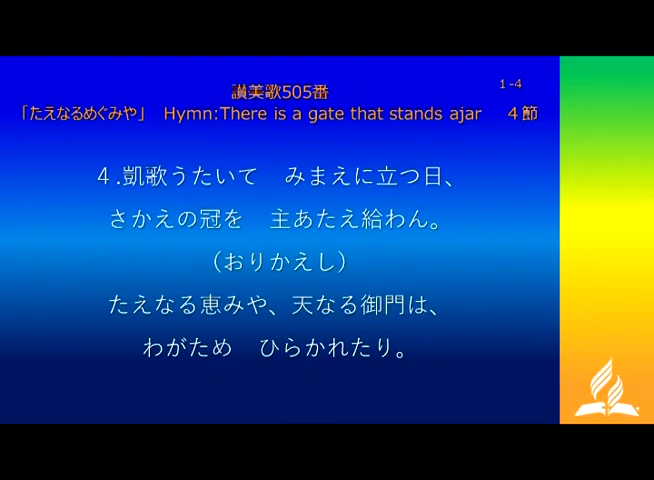 1-4
讃美歌505番
「たえなるめぐみや」 Hymn:There is a gate that stands ajar 4節
4.凱歌うたいて みまえに立つ日、
さかえの冠を 主あたえ給わん。
(おりかえし)
たえなる恵みや、天なる御門は、
わがため ひらかれたり。